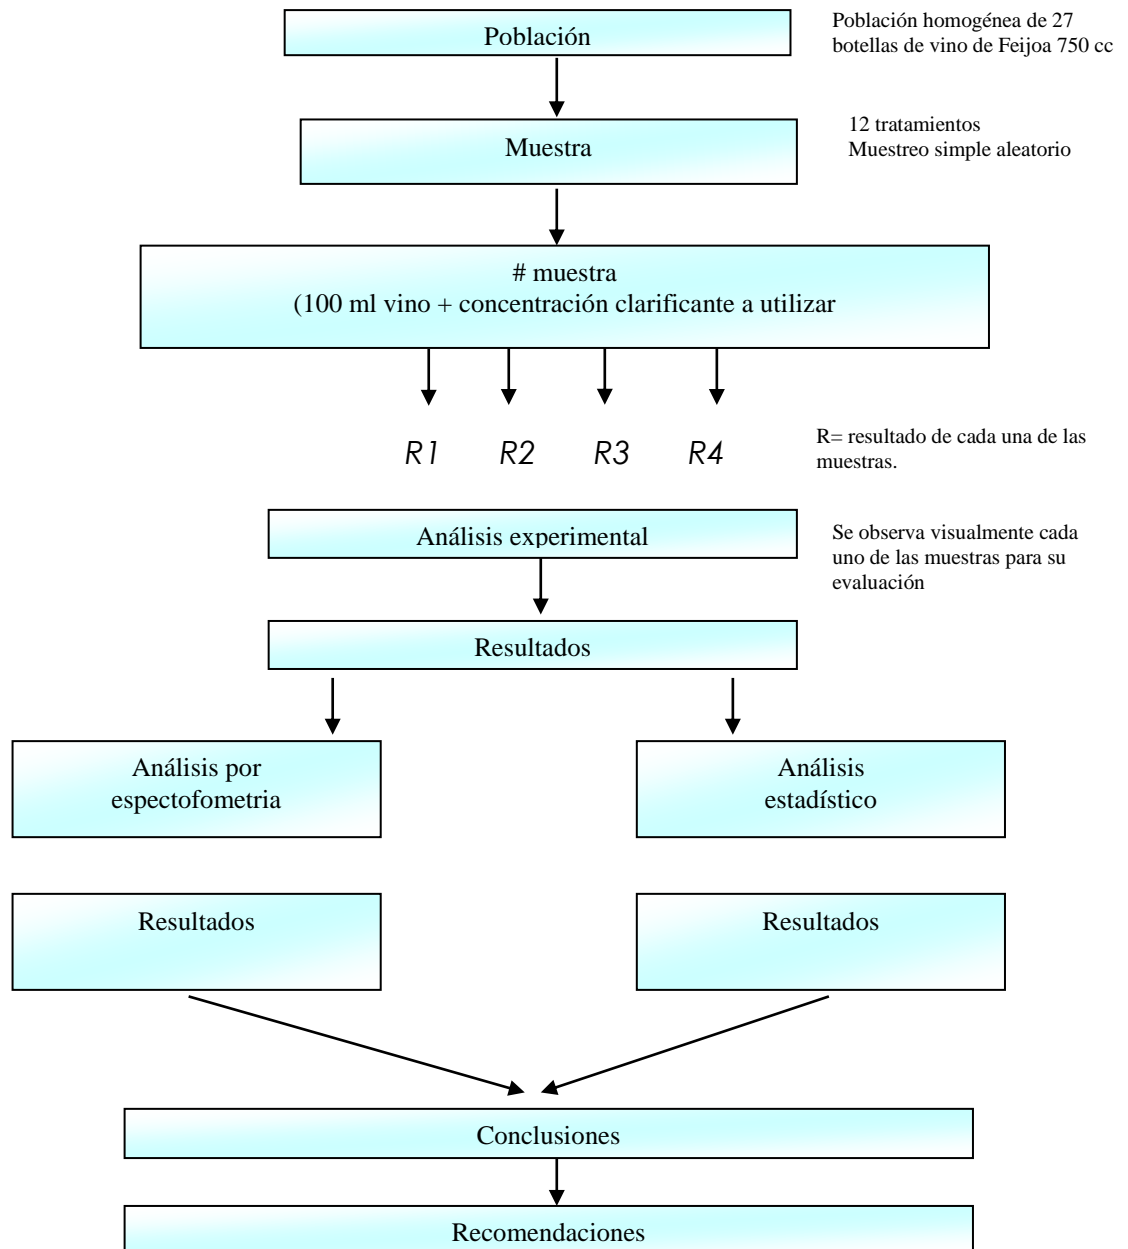 Población
Población homogénea de 27
botellas de vino de Feijoa 750 cc
Muestra
12 tratamientos
Muestreo simple aleatorio
# muestra
(100 ml vino + concentración clarificante a utilizar
R1 R2 R3 R4
R= resultado de cada una de las
muestras.
Análisis experimental
Se observa visualmente cada
uno de las muestras para su
evaluación
Resultados
Análisis por
espectofometria
Análisis
estadístico
Resultados
Resultados
Conclusiones
Recomendaciones